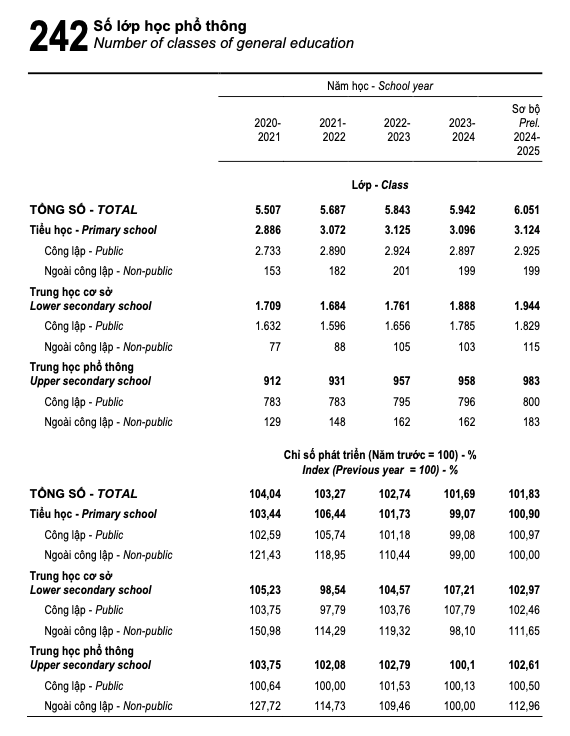 242 Số lớp học phổ thông
Number of classes of general education
Năm học - School year
2020-2021 2021-2022 2022-2023 2023-2024 Sơ bộ Prel. 2024-2025
Lớp - Class
TỔNG SỐ - TOTAL 5.507 5.687 5.843 5.942 6.051
Tiểu học - Primary school 2.886 3.072 3.125 3.096 3.124
Công lập - Public 2.733 2.890 2.924 2.897 2.925
Ngoài công lập - Non-public 153 182 201 199 199
Trung học cơ sở
Lower secondary school 1.709 1.684 1.761 1.888 1.944
Công lập - Public 1.632 1.596 1.656 1.785 1.829
Ngoài công lập - Non-public 77 88 105 103 115
Trung học phổ thông
Upper secondary school 912 931 957 958 983
Công lập - Public 783 783 795 796 800
Ngoài công lập - Non-public 129 148 162 162 183
Chỉ số phát triển (Năm trước = 100) - %
Index (Previous year = 100) - %
TỔNG SỐ - TOTAL 104,04 103,27 102,74 101,69 101,83
Tiểu học - Primary school 103,44 106,44 101,73 99,07 100,90
Công lập - Public 102,59 105,74 101,18 99,08 100,97
Ngoài công lập - Non-public 121,43 118,95 110,44 99,00 100,00
Trung học cơ sở
Lower secondary school 105,23 98,54 104,57 107,21 102,97
Công lập - Public 103,75 97,79 103,76 107,79 102,46
Ngoài công lập - Non-public 150,98 114,29 119,32 98,10 111,65
Trung học phổ thông
Upper secondary school 103,75 102,08 102,79 100,1 102,61
Công lập - Public 100,64 100,00 101,53 100,13 100,50
Ngoài công lập - Non-public 127,72 114,73 109,46 100,00 112,96